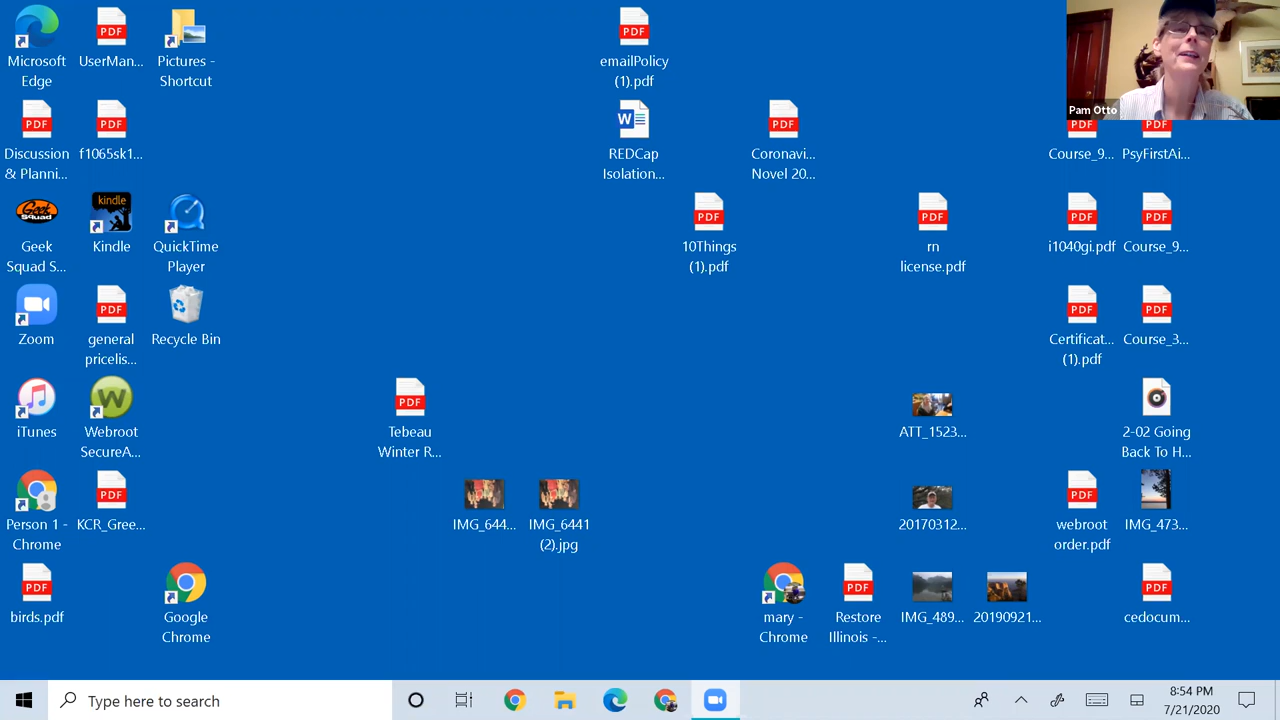 Microsoft
Edge
UserMan...
Pictures -
Shortcut
emailPolicy
(1).pdf
Pam Otto
Discussion
& Planni...
f1065sk1...
REDCap
Isolation...
Coronavi...
Novel 20...
Course_9...
PsyFirstAi...
Geek
Squad S...
Kindle
QuickTime
Player
10Things
(1).pdf
rn
license.pdf
i1040gi.pdf
Course_9...
Zoom
general
pricelis...
Recycle Bin
Certificat...
(1).pdf
Course_3...
iTunes
Webroot
SecureA...
Tebeau
Winter R...
ATT_1523...
2-02 Going
Back To H...
Person 1 -
Chrome
KCR_Gree...
IMG_644...
IMG_6441
(2).jpg
20170312...
webroot
order.pdf
IMG_473...
birds.pdf
Google
Chrome
mary -
Chrome
Restore
Illinois -...
IMG_489...
20190921...
cedocum...
Type here to search
8:54 PM
7/21/2020